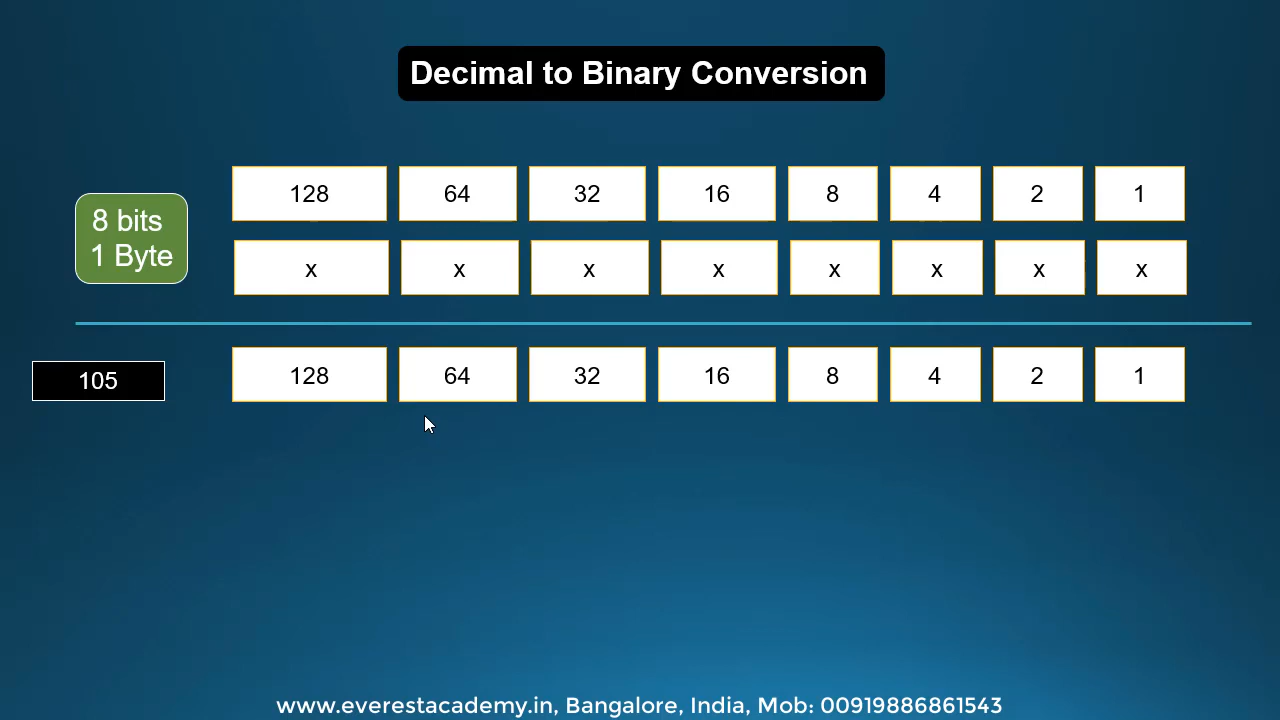 Decimal to Binary Conversion
8 bits
1 Byte
128 64 32 16 8 4 2 1
x x x x x x x x
105 128 64 32 16 8 4 2 1
www.everestacademy.in, Bangalore, India, Mob: 00919886861543